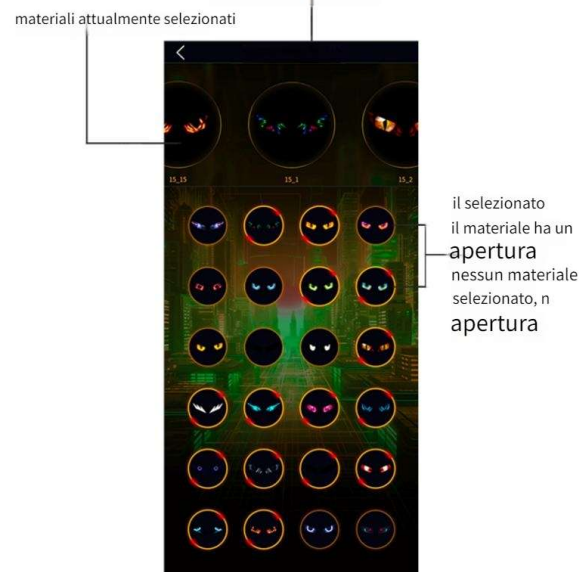 materiali attualmente selezionati
15_15
15_1
15_2
il selezionato
il materiale ha un
apertura
nessun materiale
selezionato, n
apertura